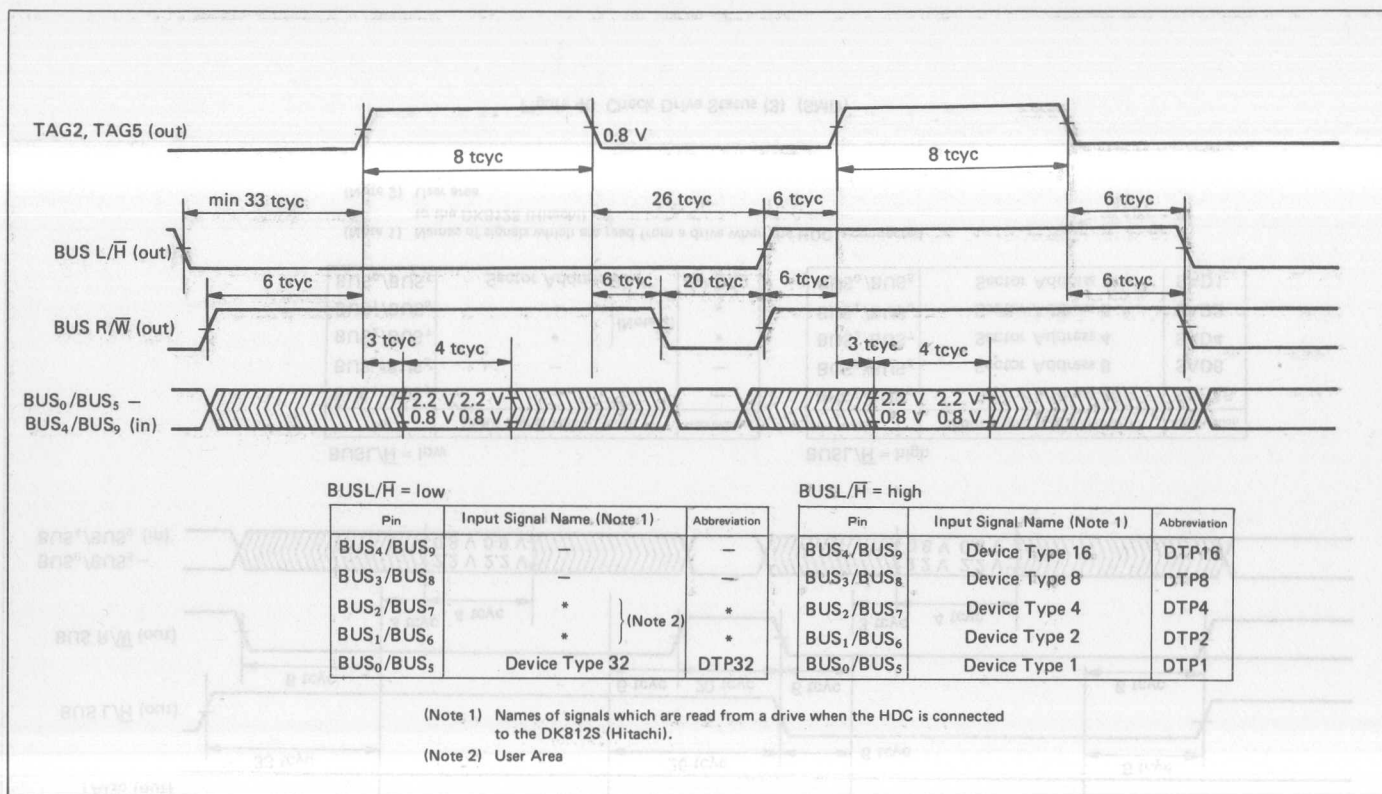 TAG2, TAG5 (out)
0.8 V
8 tcyc
8 tcyc
min 33 tcyc
26 tcyc
6 tcyc
6 tcyc
BUS L/H̅ (out)
6 tcyc
6 tcyc
20 tcyc
6 tcyc
6 tcyc
BUS R/W̅ (out)
3 tcyc
4 tcyc
3 tcyc
4 tcyc
BUS₀/BUS₅ –
BUS₄/BUS₉ (in)
2.2 V 2.2 V
0.8 V 0.8 V
2.2 V 2.2 V
0.8 V 0.8 V
BUSL/H̅ = low
Pin Input Signal Name (Note 1) Abbreviation
BUS₄/BUS₉ – –
BUS₃/BUS₈ – –
BUS₂/BUS₇ * *
(Note 2)
BUS₁/BUS₆ * *
BUS₀/BUS₅ Device Type 32 DTP32
BUSL/H̅ = high
Pin Input Signal Name (Note 1) Abbreviation
BUS₄/BUS₉ Device Type 16 DTP16
BUS₃/BUS₈ Device Type 8 DTP8
BUS₂/BUS₇ Device Type 4 DTP4
BUS₁/BUS₆ Device Type 2 DTP2
BUS₀/BUS₅ Device Type 1 DTP1
(Note 1) Names of signals which are read from a drive when the HDC is connected
to the DK812S (Hitachi).
(Note 2) User Area